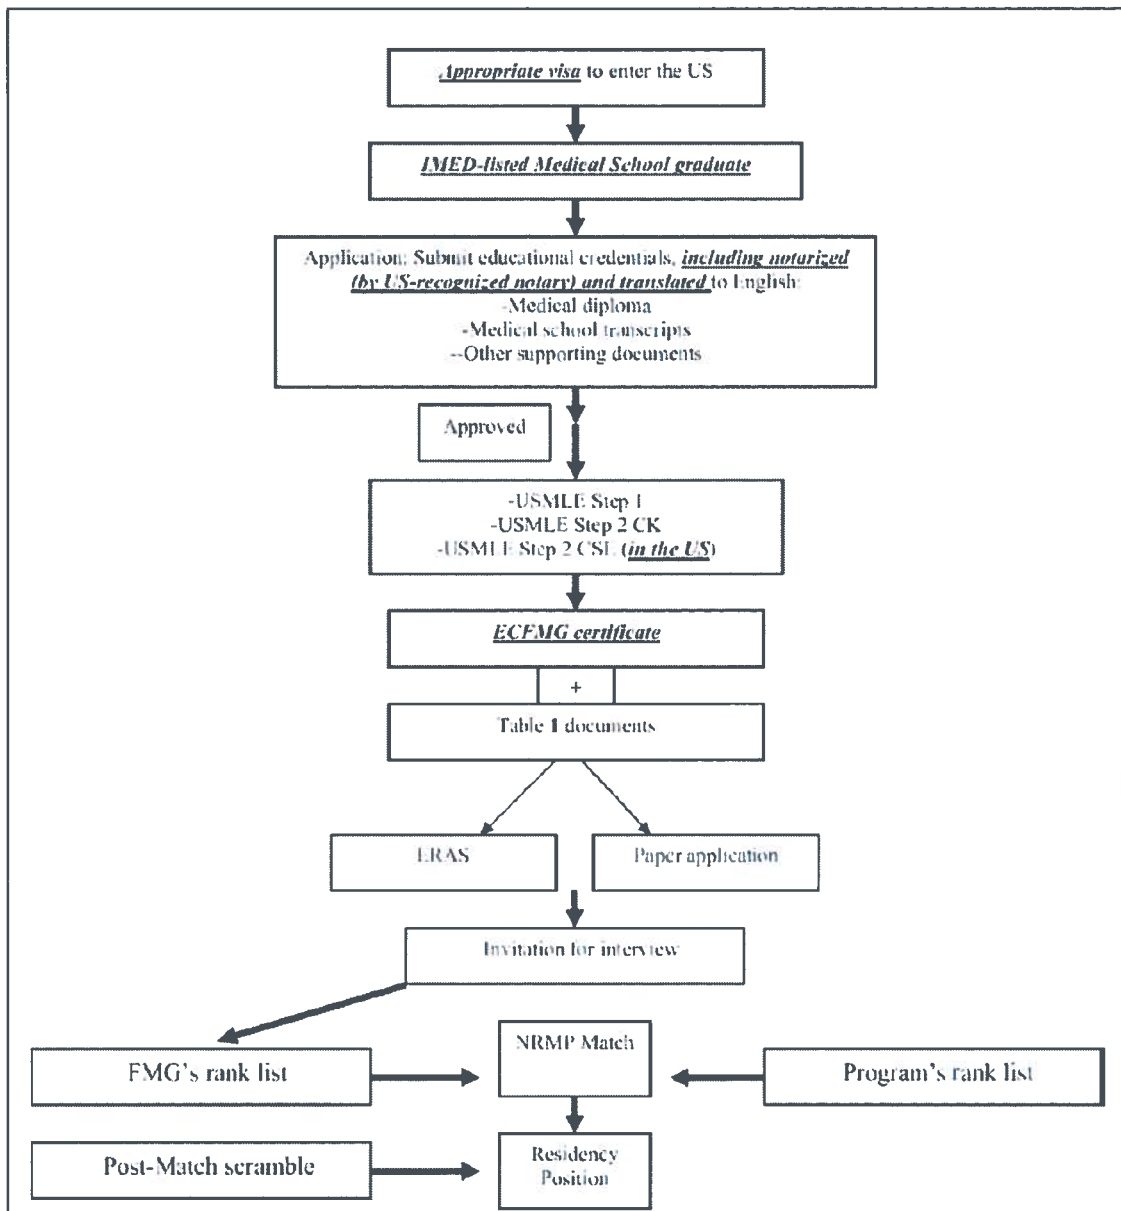 Appropriate visa to enter the US
IMED-listed Medical School graduate
Application: Submit educational credentials, including notarized
(by US-recognized notary) and translated to English:
-Medical diploma
-Medical school transcripts
--Other supporting documents
Approved
-USMLE Step 1
-USMLE Step 2 CK
-USMLE Step 2 CSE (in the US)
ECFMG certificate
+
Table 1 documents
ERAS
Paper application
Invitation for interview
NRMP Match
FMG's rank list
Program's rank list
Post-Match scramble
Residency
Position